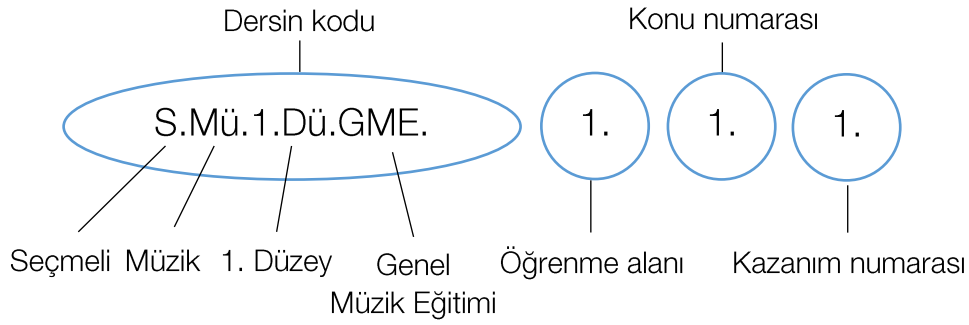 Dersin kodu
Konu numarası
S.Mü.1.Dü.GME. 1. 1. 1.
Seçmeli Müzik 1. Düzey Genel Müzik Eğitimi Öğrenme alanı Kazanım numarası